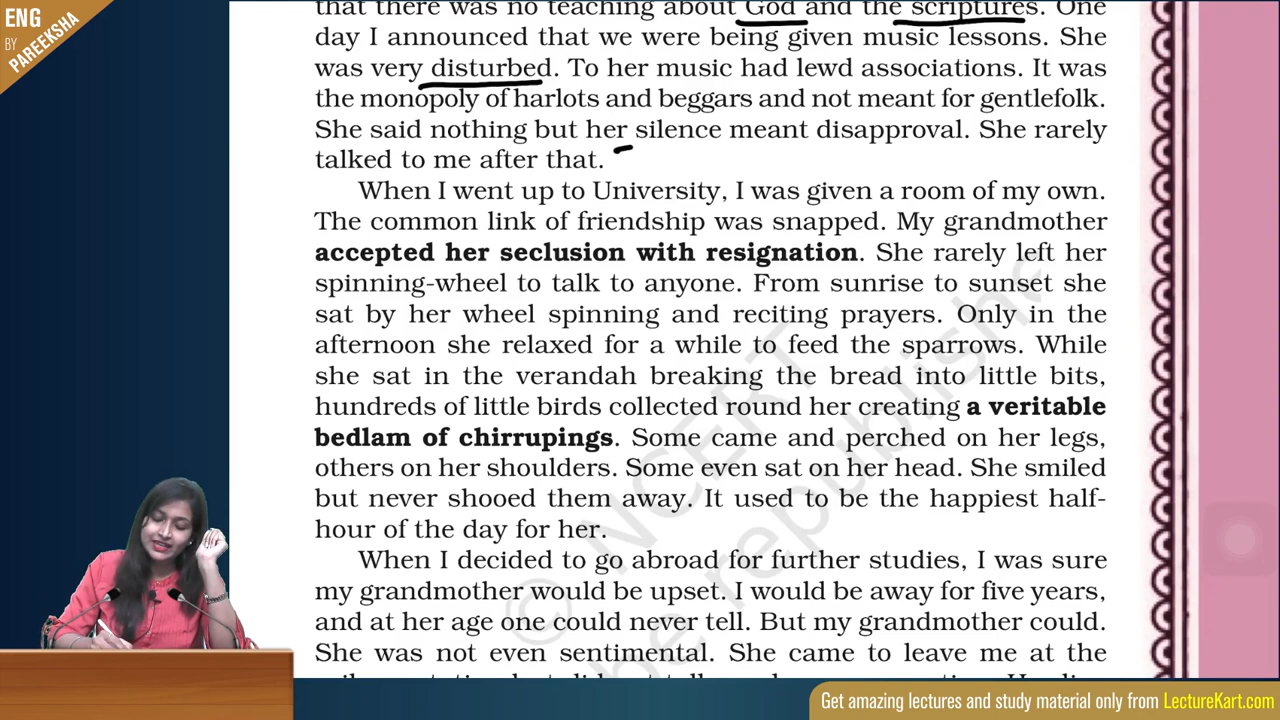 ENG
BY
PAREEKSHA
that there was no teaching about God and the scriptures. One
day I announced that we were being given music lessons. She
was very disturbed. To her music had lewd associations. It was
the monopoly of harlots and beggars and not meant for gentlefolk.
She said nothing but her silence meant disapproval. She rarely
talked to me after that.
When I went up to University, I was given a room of my own.
The common link of friendship was snapped. My grandmother
accepted her seclusion with resignation. She rarely left her
spinning-wheel to talk to anyone. From sunrise to sunset she
sat by her wheel spinning and reciting prayers. Only in the
afternoon she relaxed for a while to feed the sparrows. While
she sat in the verandah breaking the bread into little bits,
hundreds of little birds collected round her creating a veritable
bedlam of chirrupings. Some came and perched on her legs,
others on her shoulders. Some even sat on her head. She smiled
but never shooed them away. It used to be the happiest half-
hour of the day for her.
When I decided to go abroad for further studies, I was sure
my grandmother would be upset. I would be away for five years,
and at her age one could never tell. But my grandmother could.
She was not even sentimental. She came to leave me at the
© NCERT
be republishe
Get amazing lectures and study material only from LectureKart.com